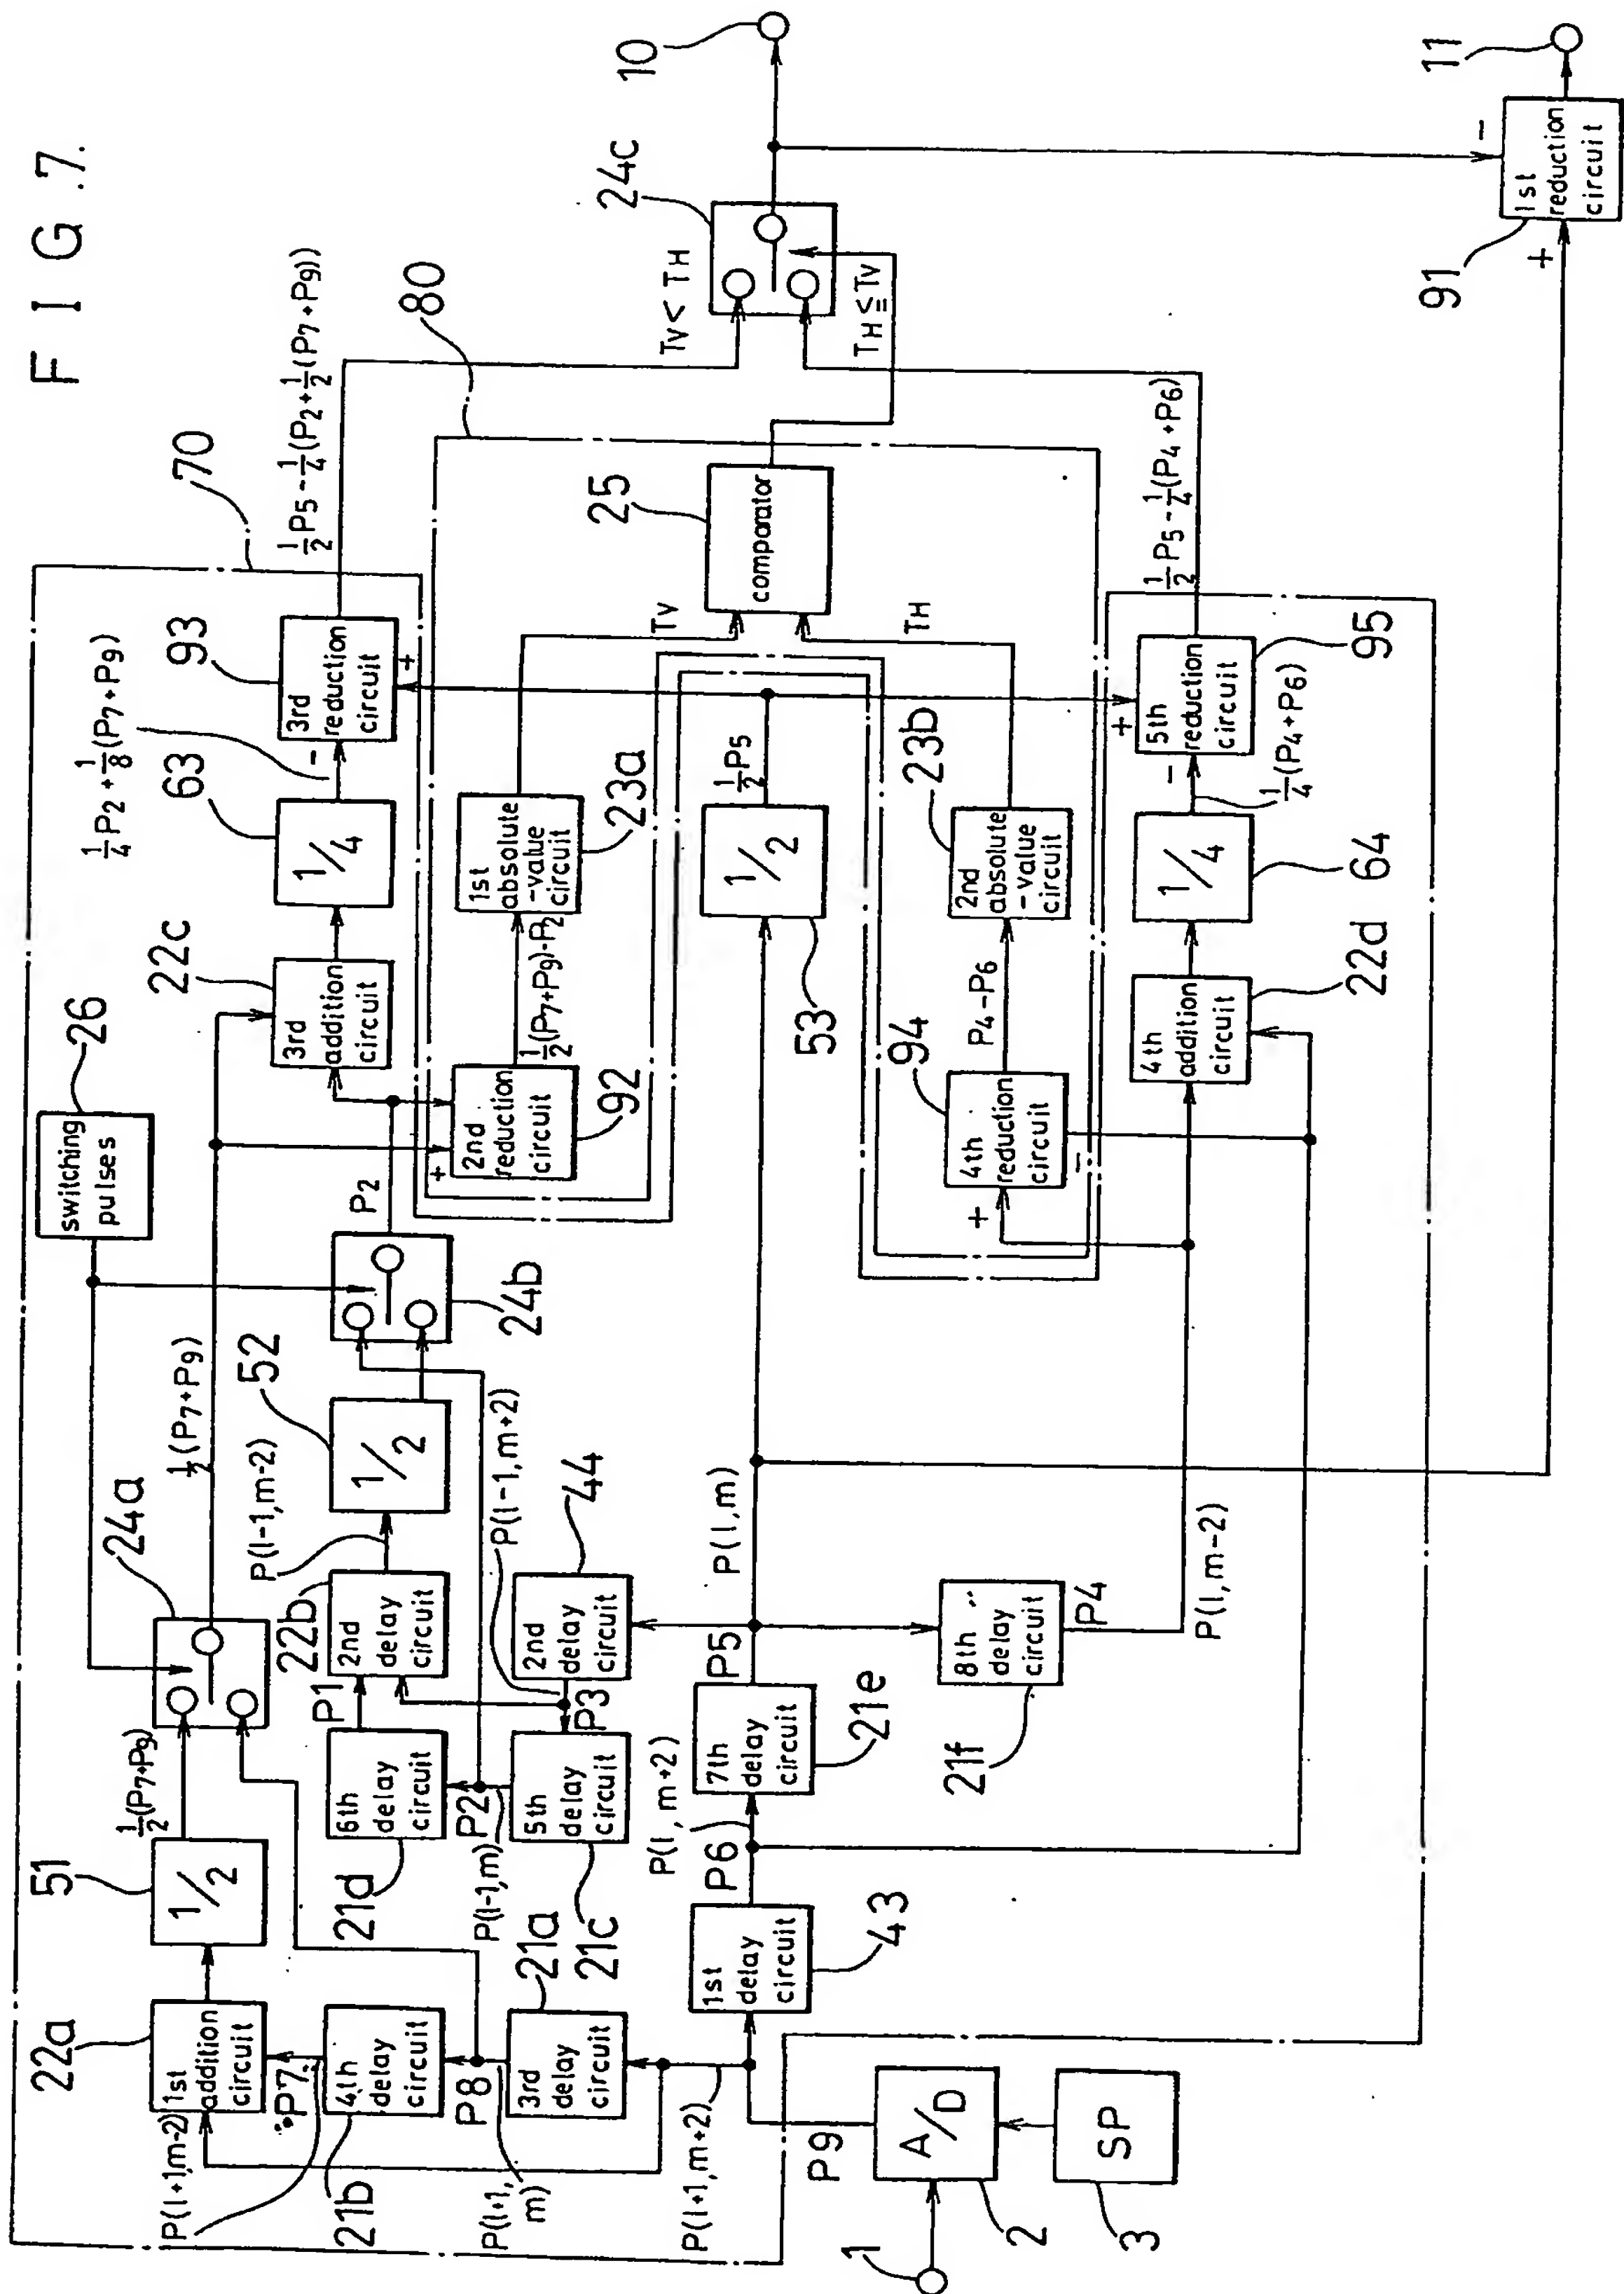 F I G .7.
10
11
24c
1st
reduction
circuit
−
+
91
80
Tv < TH
TH ≦ Tv
70
½P5 - ¼(P2 + ½(P7 + P9))
½P5 - ¼(P4 + P6)
25
comparator
Tv
TH
93
3rd
reduction
circuit
−
+
¼P2 + ⅛(P7 + P9)
63
1/4
23a
1st
absolute
-value
circuit
½(P7+P9)-P2
½P5
1/2
53
23b
2nd
absolute
-value
circuit
P4 - P6
5th
reduction
circuit
+
−
95
¼(P4+P6)
1/4
64
22c
3rd
addition
circuit
26
switching
pulses
2nd
reduction
circuit
+
92
94
4th
reduction
circuit
+
−
4th
addition
circuit
22d
P2
24b
½(P7+P9)
52
1/2
24a
P(l-1,m-2)
P(l-1,m+2)
22b
2nd
delay
circuit
44
2nd
delay
circuit
P(l,m)
8th
delay
circuit
P4
P(l,m-2)
21f
P1
P3
P5
6th
delay
circuit
21d
P2
P(l-1,m)
5th
delay
circuit
21c
7th
delay
circuit
21e
P(l,m+2)
P6
½(P7+P9)
51
1/2
22a
1st
addition
circuit
P7
P(l+1,m-2)
4th
delay
circuit
21b
P8
P(l+1,
m)
21a
3rd
delay
circuit
P(l+1,m+2)
1st
delay
circuit
43
P9
A/D
2
SP
3
1